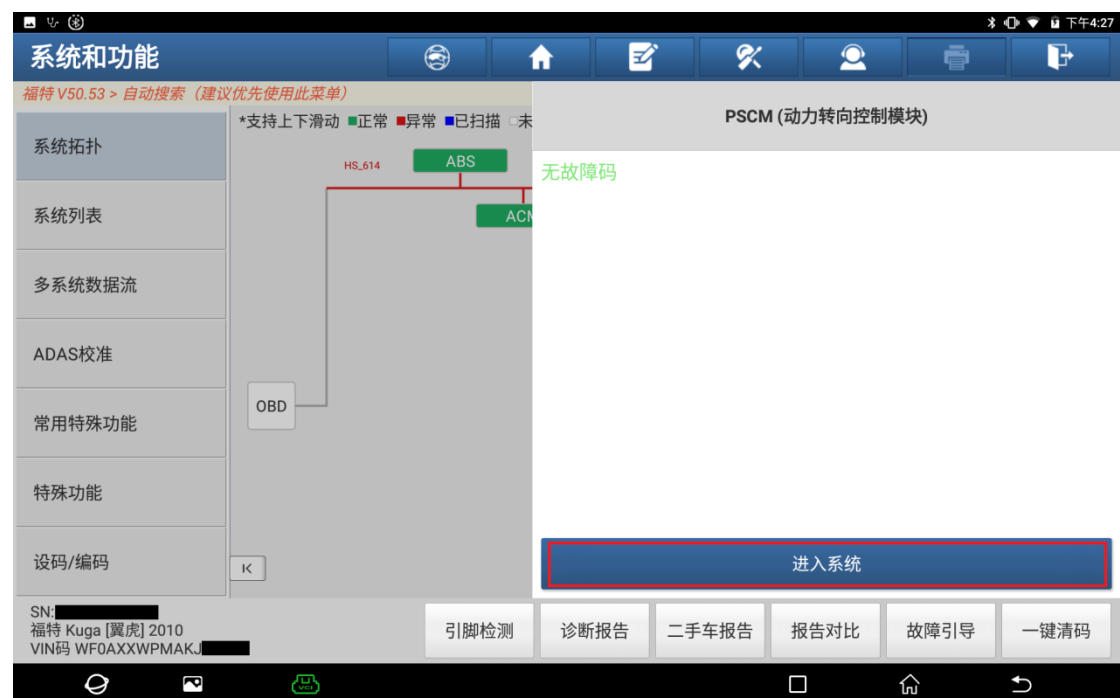 下午4:27
系统和功能
福特 V50.53 > 自动搜索（建议优先使用此菜单）
系统拓扑
系统列表
多系统数据流
ADAS校准
常用特殊功能
特殊功能
设码/编码
*支持上下滑动 ■正常 ■异常 ■已扫描 □未
HS_614
ABS
ACM
OBD
PSCM (动力转向控制模块)
无故障码
进入系统
SN:
福特 Kuga [翼虎] 2010
VIN码 WF0AXXWPMAKJ
引脚检测
诊断报告
二手车报告
报告对比
故障引导
一键清码
VCI